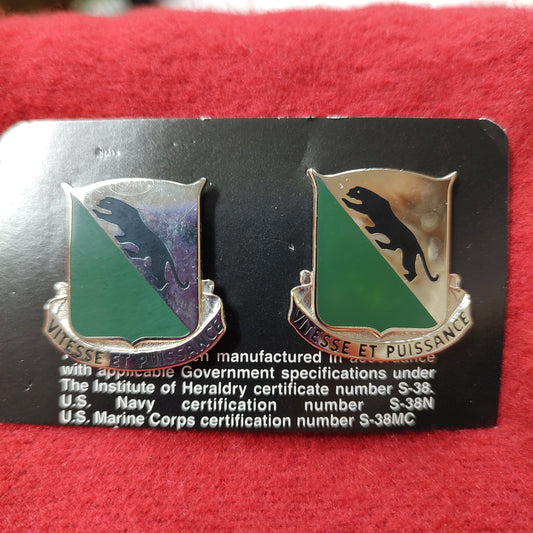 VITESSE ET PUISSANCE
VITESSE ET PUISSANCE
manufactured in accordance
with applicable Government specifications under
The Institute of Heraldry certificate number S-38.
U.S. Navy certification number S-38N
U.S. Marine Corps certification number S-38MC